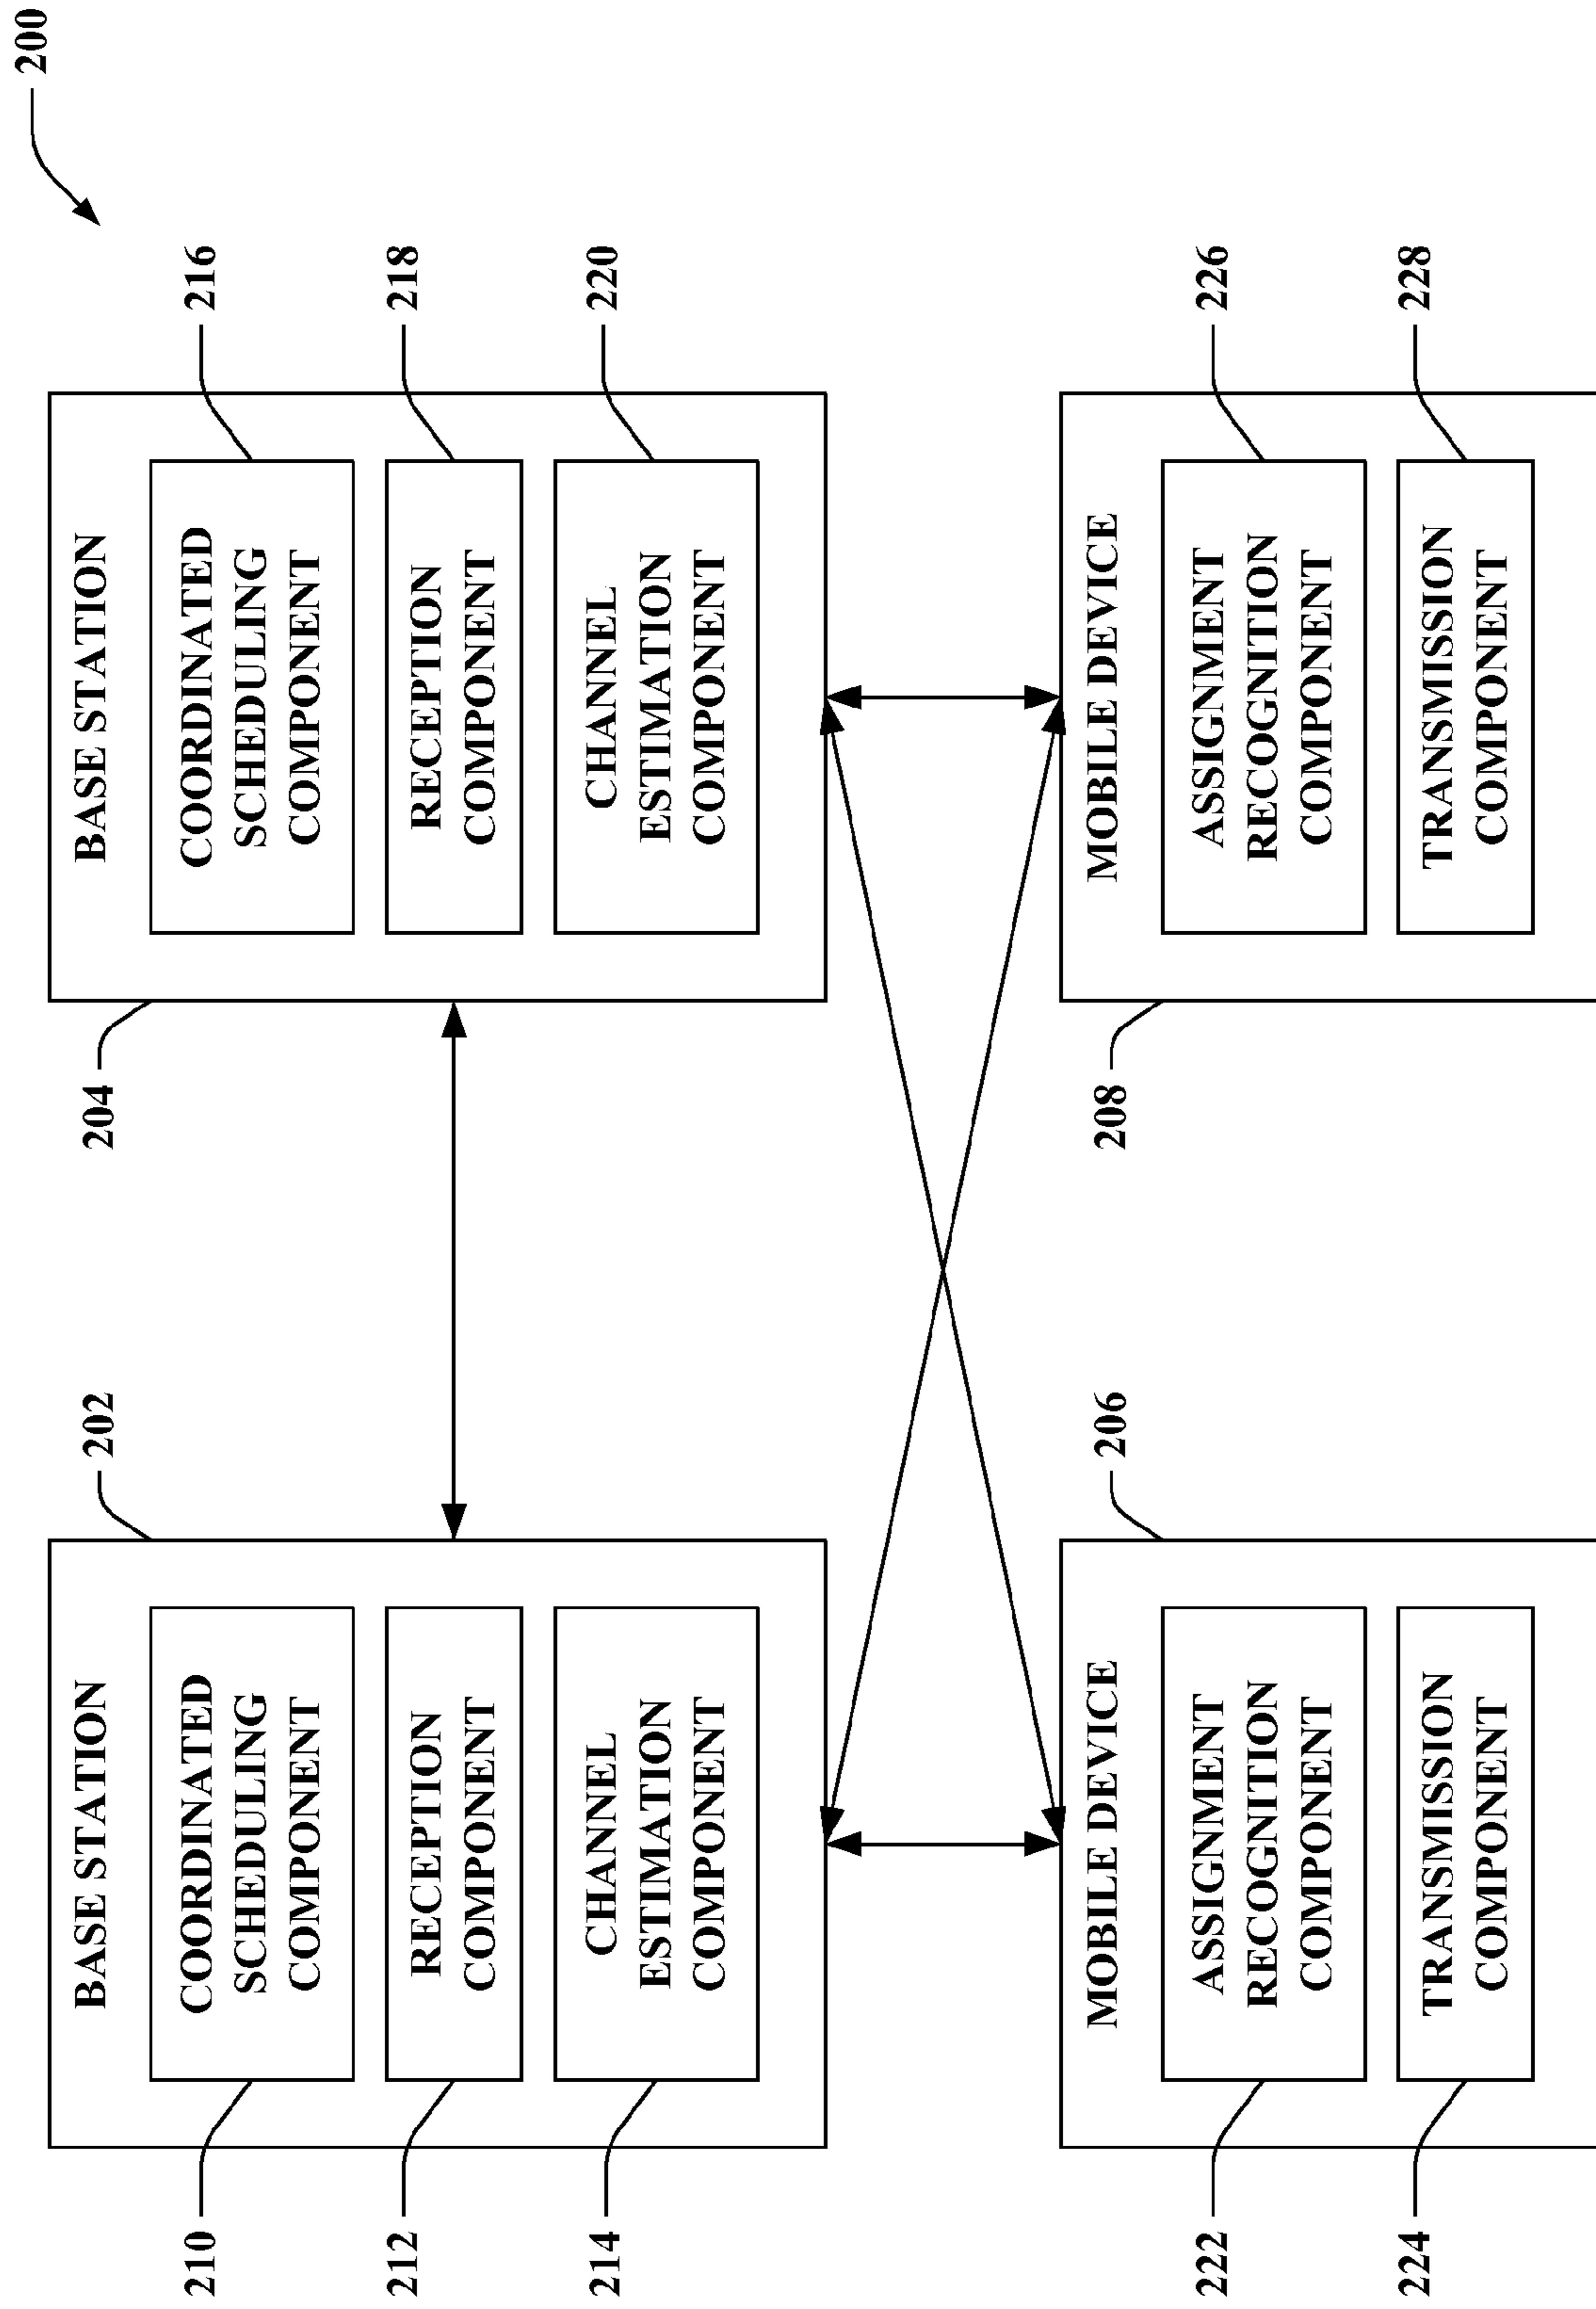 200
202
BASE STATION
210
COORDINATED
SCHEDULING
COMPONENT
212
RECEPTION
COMPONENT
214
CHANNEL
ESTIMATION
COMPONENT
204
BASE STATION
COORDINATED
SCHEDULING
COMPONENT
216
RECEPTION
COMPONENT
218
CHANNEL
ESTIMATION
COMPONENT
220
206
MOBILE DEVICE
222
ASSIGNMENT
RECOGNITION
COMPONENT
224
TRANSMISSION
COMPONENT
208
MOBILE DEVICE
ASSIGNMENT
RECOGNITION
COMPONENT
226
TRANSMISSION
COMPONENT
228